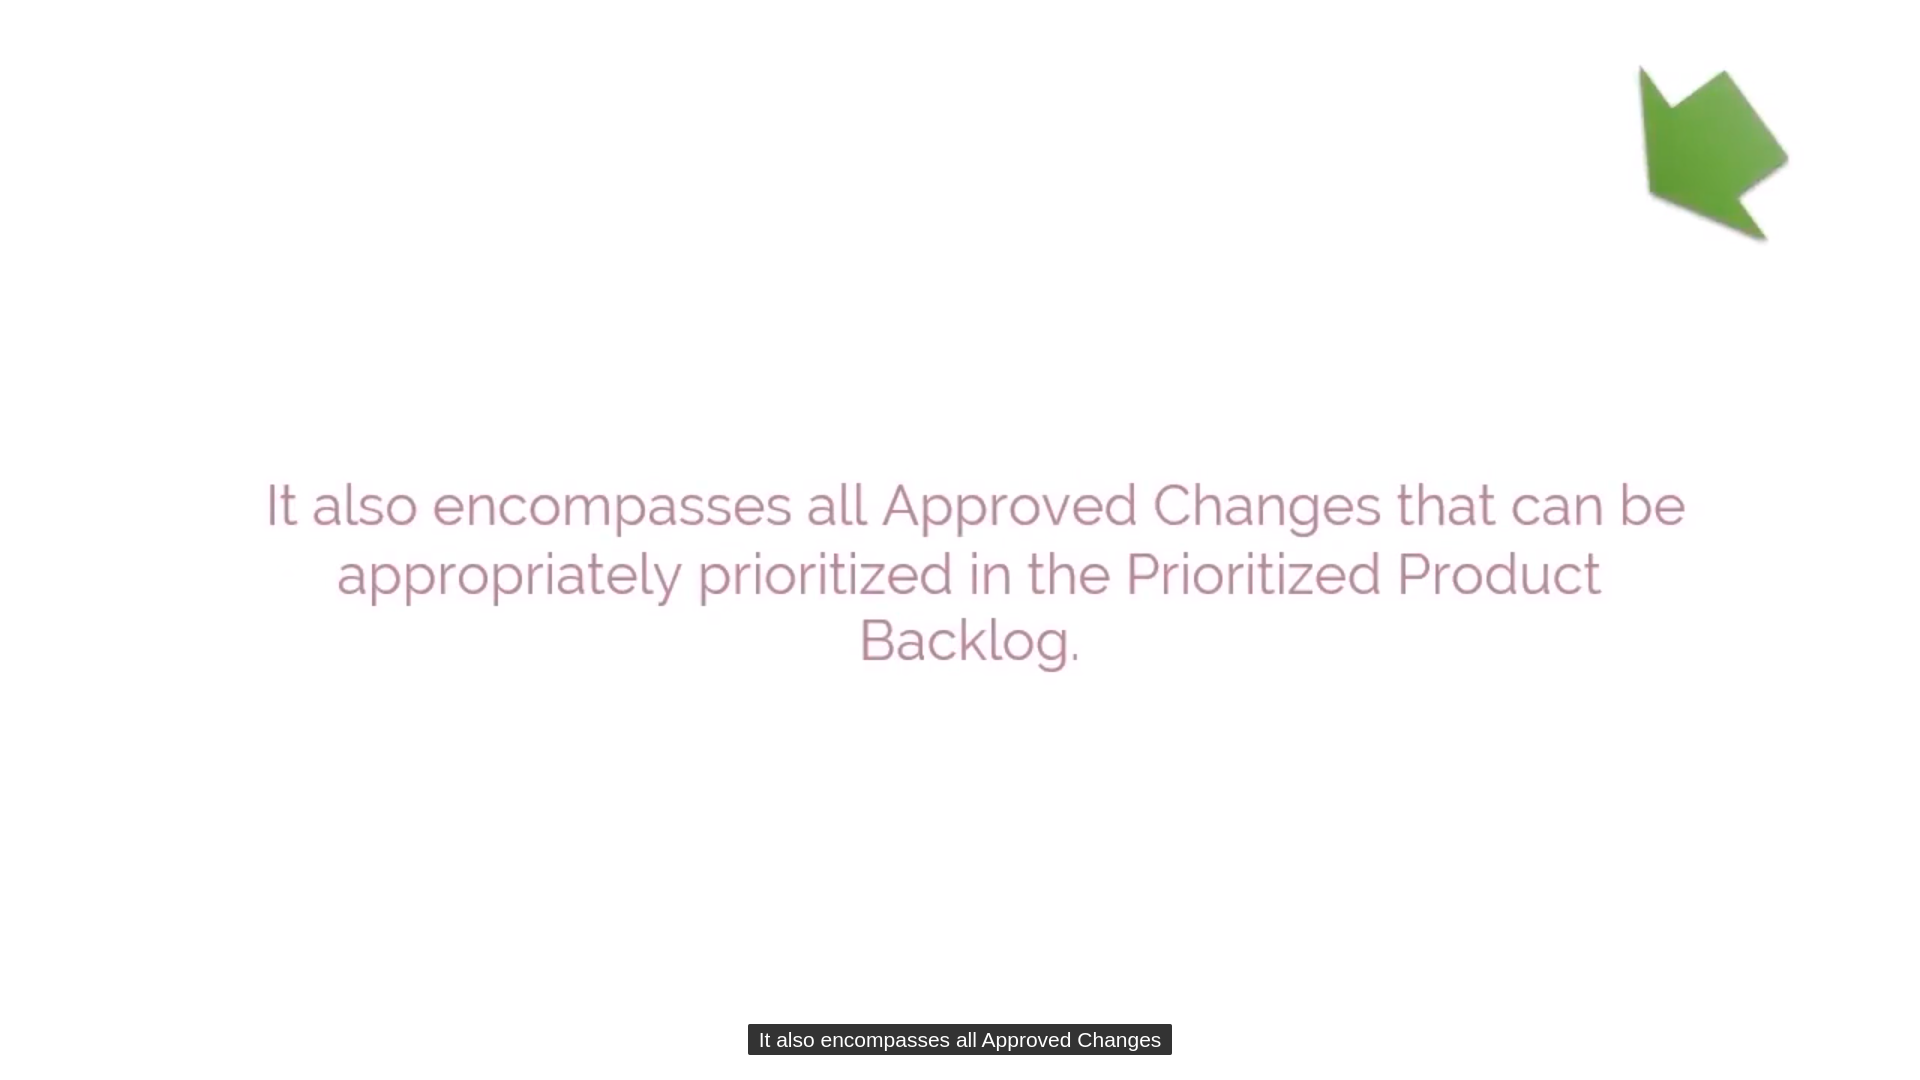 It also encompasses all Approved Changes that can be
appropriately prioritized in the Prioritized Product
Backlog.
It also encompasses all Approved Changes